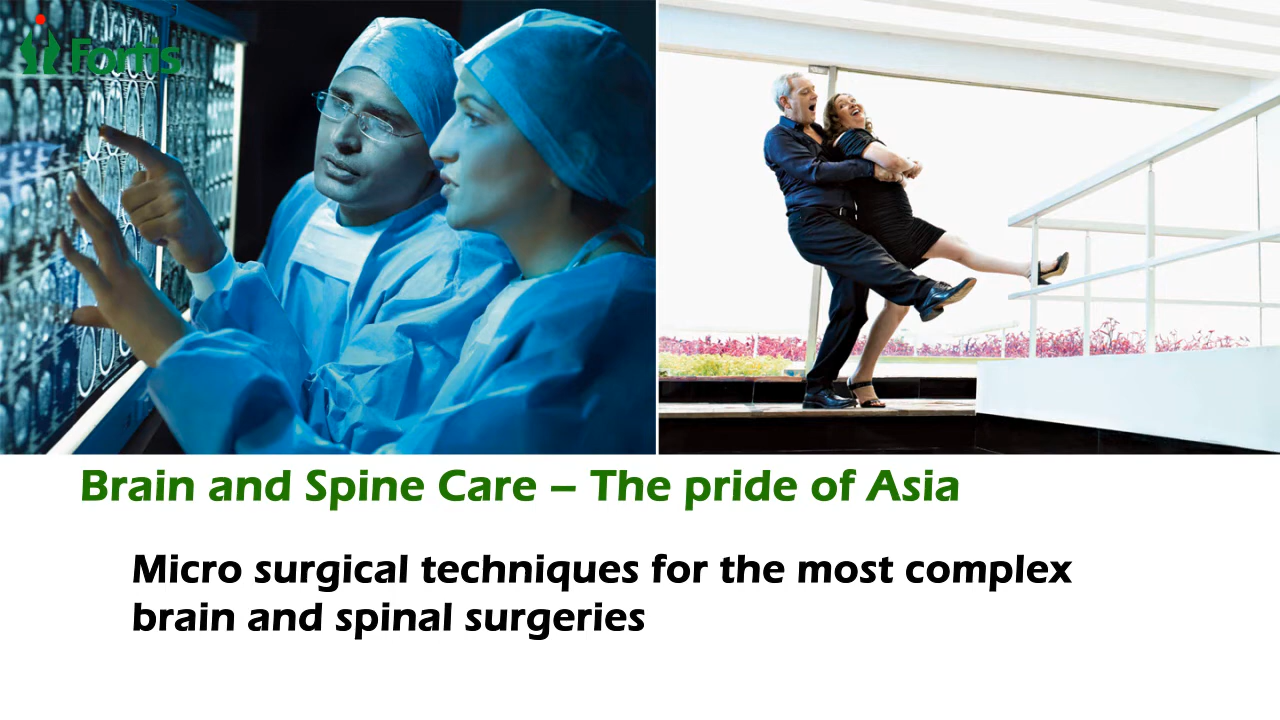 Fortis
Brain and Spine Care – The pride of Asia
Micro surgical techniques for the most complex
brain and spinal surgeries